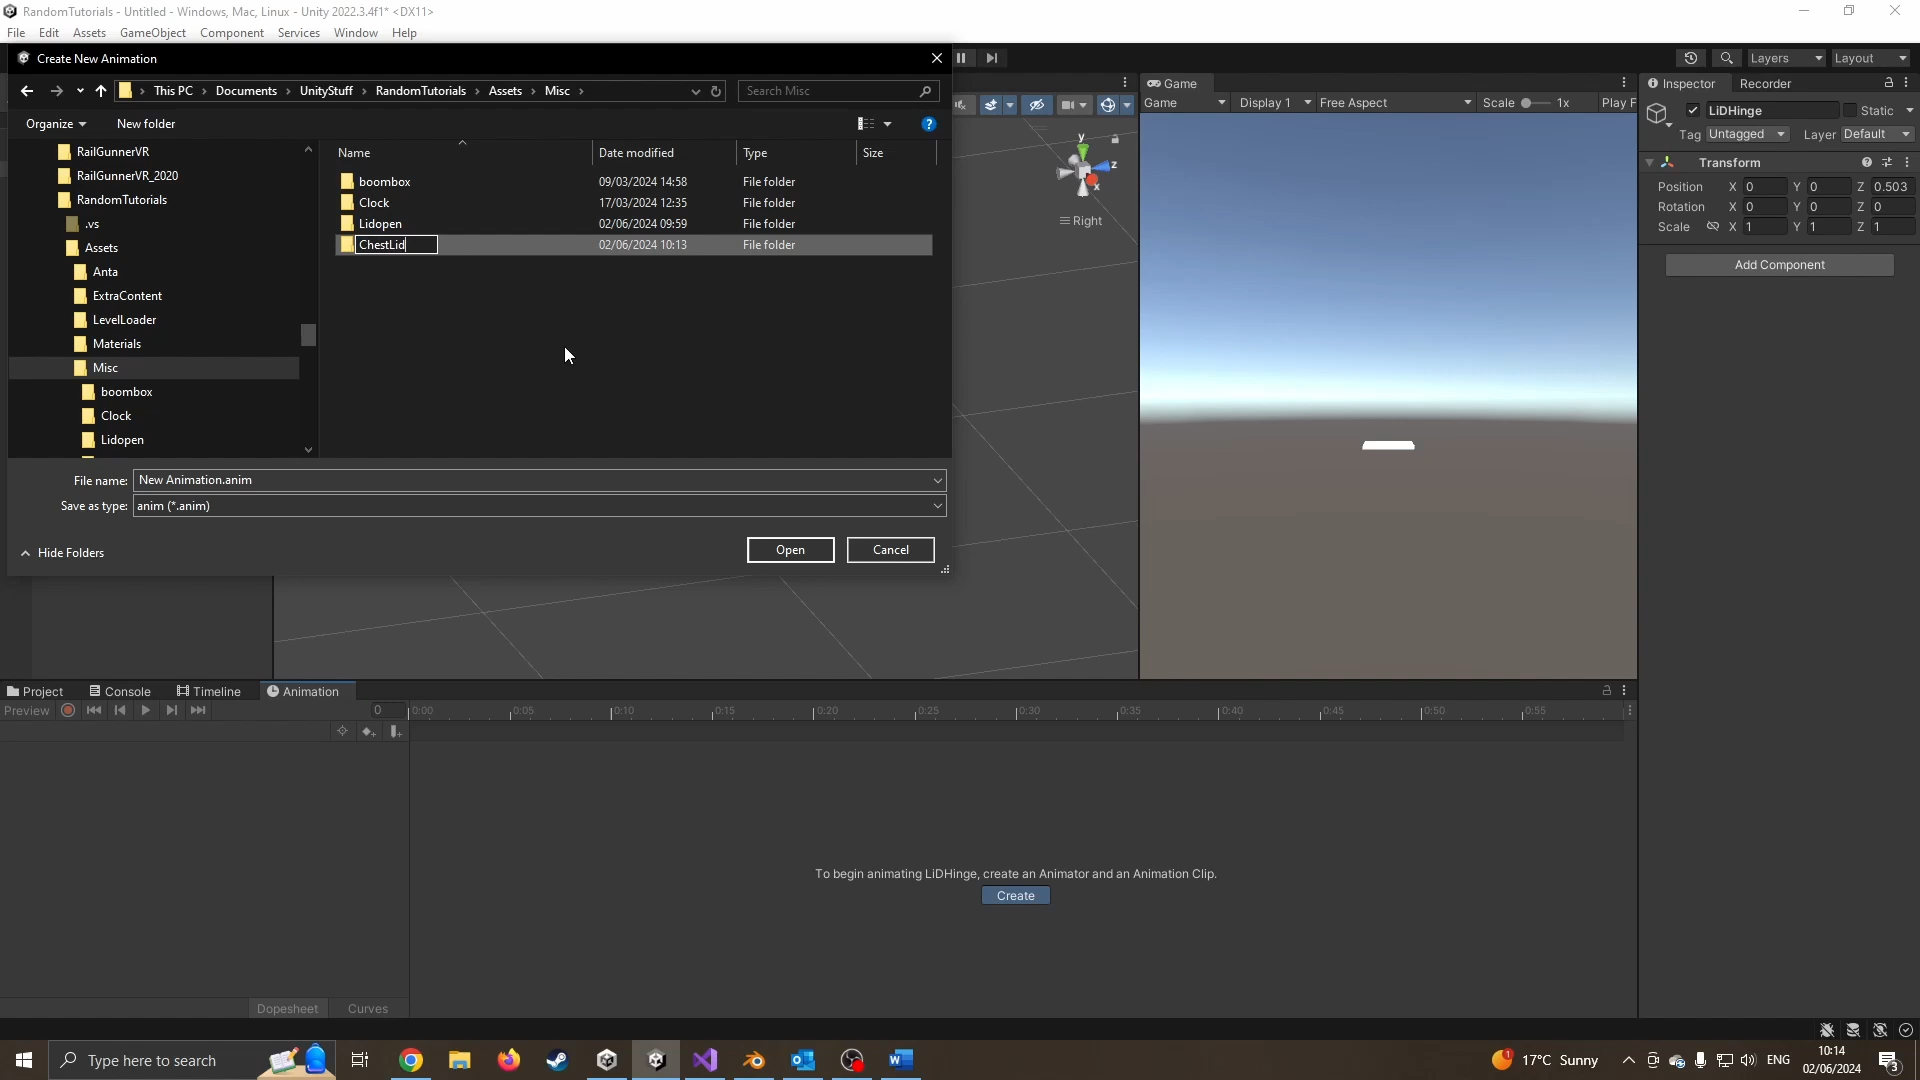 RandomTutorials - Untitled - Windows, Mac, Linux - Unity 2022.3.4f1* <DX11>
File Edit Assets GameObject Component Services Window Help
Create New Animation
This PC > Documents > UnityStuff > RandomTutorials > Assets > Misc >
Search Misc
Organize
New folder
RailGunnerVR
RailGunnerVR_2020
RandomTutorials
.vs
Assets
Anta
ExtraContent
LevelLoader
Materials
Misc
boombox
Clock
Lidopen
Name Date modified Type Size
boombox 09/03/2024 14:58 File folder
Clock 17/03/2024 12:35 File folder
Lidopen 02/06/2024 09:59 File folder
ChestLid 02/06/2024 10:13 File folder
File name: New Animation.anim
Save as type: anim (*.anim)
Hide Folders
Open
Cancel
y
z
x
Right
Game
Game Display 1 Free Aspect Scale 1x Play F
Layers Layout
Inspector Recorder
LiDHinge Static
Tag Untagged Layer Default
Transform
Position X 0 Y 0 Z 0.503
Rotation X 0 Y 0 Z 0
Scale X 1 Y 1 Z 1
Add Component
Project Console Timeline Animation
Preview 0 0:00 0:05 0:10 0:15 0:20 0:25 0:30 0:35 0:40 0:45 0:50 0:55
To begin animating LiDHinge, create an Animator and an Animation Clip.
Create
Dopesheet Curves
Type here to search
17°C Sunny
ENG
10:14
02/06/2024
3